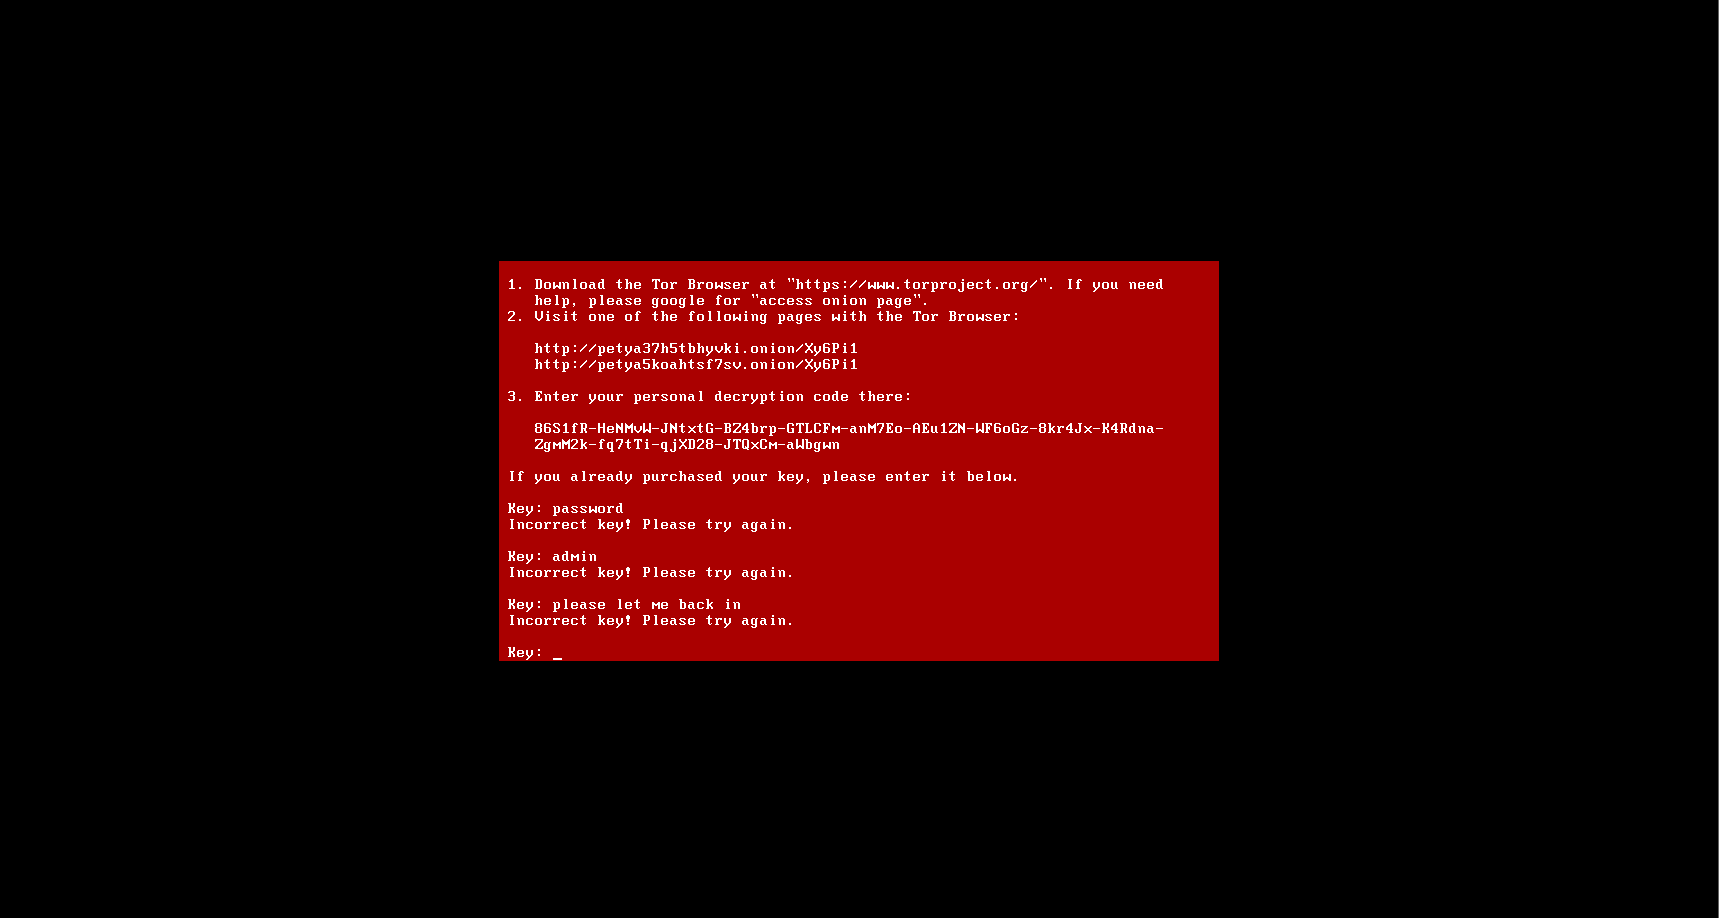 1. Download the Tor Browser at "https://www.torproject.org/". If you need
help, please google for "access onion page".
2. Visit one of the following pages with the Tor Browser:
http://petya37h5tbhyvki.onion/Xy6Pi1
http://petya5koahtsf7sv.onion/Xy6Pi1
3. Enter your personal decryption code there:
86S1fR-HeNMvW-JNtxtG-BZ4brp-GTLCFm-anM7Eo-AEu1ZN-WF6oGz-8kr4Jx-K4Rdna-
ZgmM2k-fq7tTi-qjXD28-JTQxCm-aWbgwn
If you already purchased your key, please enter it below.
Key: password
Incorrect key! Please try again.
Key: admin
Incorrect key! Please try again.
Key: please let me back in
Incorrect key! Please try again.
Key: _